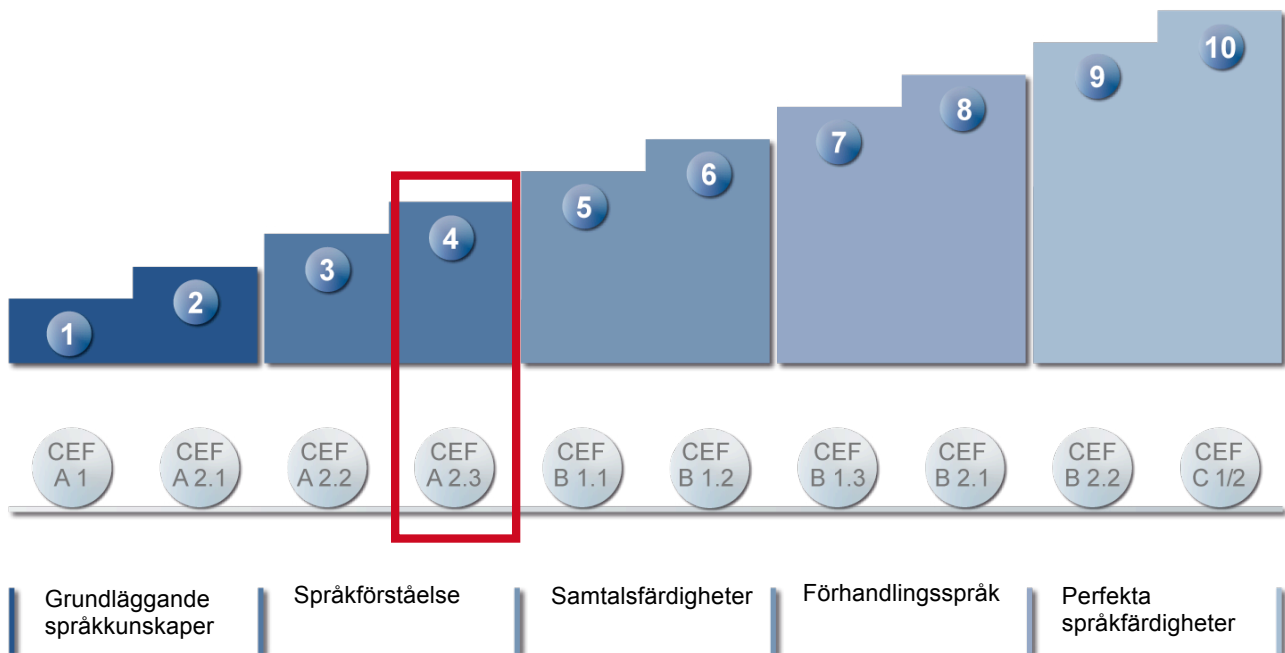 1
2
3
4
5
6
7
8
9
10
CEF
A 1
CEF
A 2.1
CEF
A 2.2
CEF
A 2.3
CEF
B 1.1
CEF
B 1.2
CEF
B 1.3
CEF
B 2.1
CEF
B 2.2
CEF
C 1/2
Grundläggande
språkkunskaper
Språkförståelse
Samtalsfärdigheter
Förhandlingsspråk
Perfekta
språkfärdigheter